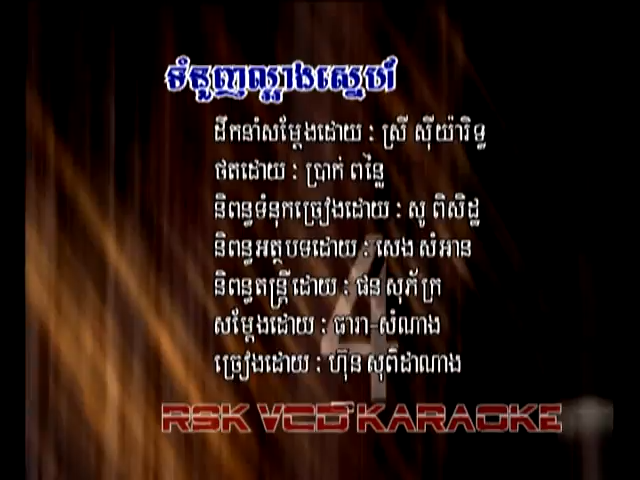 ទំនួញល្អាងស្នេហ៍
ដឹកនាំសម្តែងដោយ : ស្រី ស៊ីយ៉ារិទ្ធ
ថតដោយ : ប្រាក់ ពន្លៃ
និពន្ធទំនុកច្រៀងដោយ : សូ ពិសិដ្ឋ
និពន្ធអត្ថបទដោយ : សេង សំអាន
និពន្ធតន្រ្តីដោយ : ផន សុភ័ក្រ
សម្តែងដោយ : ធារា-សំណាង
ច្រៀងដោយ : ហ៊ុន សុពិដាណាង
RSK VCD KARAOKE